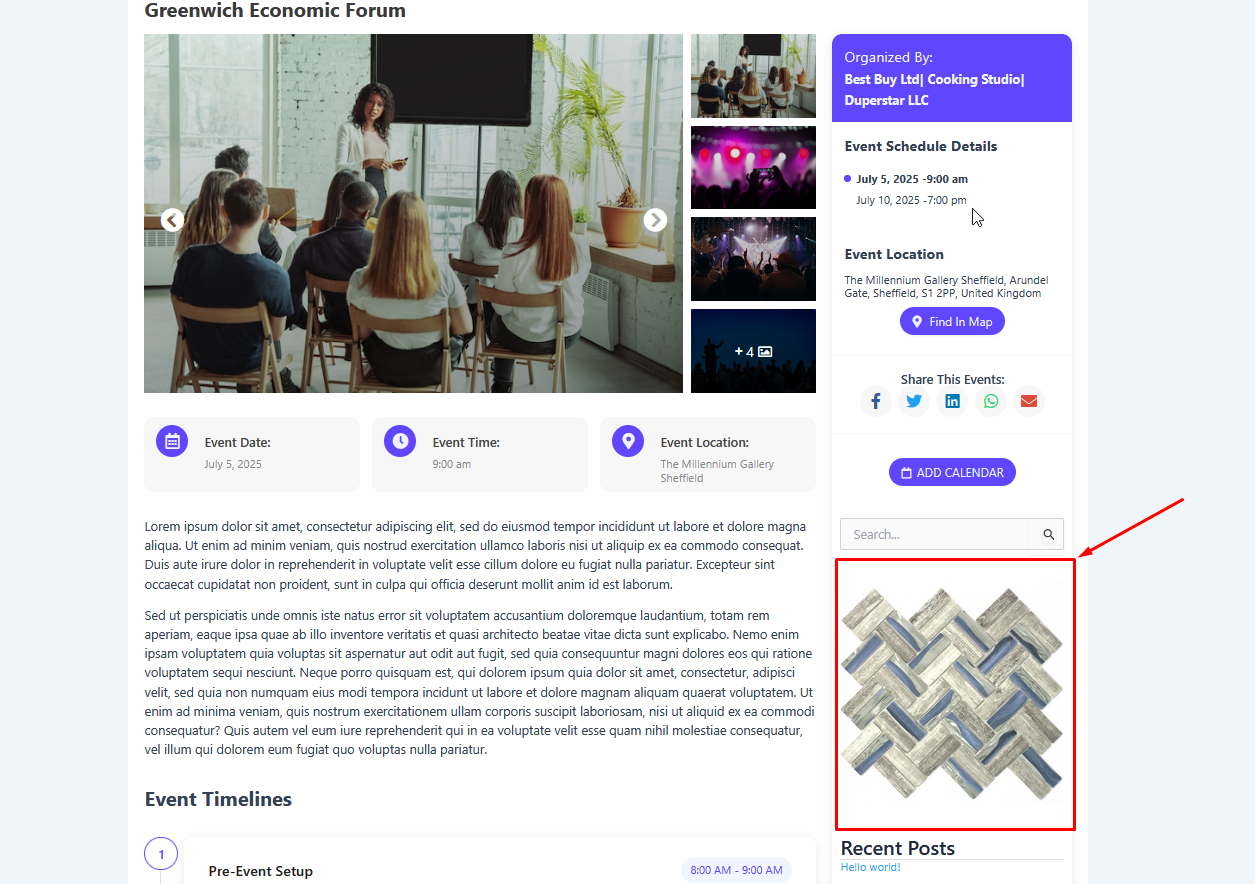 Greenwich Economic Forum
+ 4
Event Date:
July 5, 2025
Event Time:
9:00 am
Event Location:
The Millennium Gallery
Sheffield
Lorem ipsum dolor sit amet, consectetur adipiscing elit, sed do eiusmod tempor incididunt ut labore et dolore magna
aliqua. Ut enim ad minim veniam, quis nostrud exercitation ullamco laboris nisi ut aliquip ex ea commodo consequat.
Duis aute irure dolor in reprehenderit in voluptate velit esse cillum dolore eu fugiat nulla pariatur. Excepteur sint
occaecat cupidatat non proident, sunt in culpa qui officia deserunt mollit anim id est laborum.
Sed ut perspiciatis unde omnis iste natus error sit voluptatem accusantium doloremque laudantium, totam rem
aperiam, eaque ipsa quae ab illo inventore veritatis et quasi architecto beatae vitae dicta sunt explicabo. Nemo enim
ipsam voluptatem quia voluptas sit aspernatur aut odit aut fugit, sed quia consequuntur magni dolores eos qui ratione
voluptatem sequi nesciunt. Neque porro quisquam est, qui dolorem ipsum quia dolor sit amet, consectetur, adipisci
velit, sed quia non numquam eius modi tempora incidunt ut labore et dolore magnam aliquam quaerat voluptatem. Ut
enim ad minima veniam, quis nostrum exercitationem ullam corporis suscipit laboriosam, nisi ut aliquid ex ea commodi
consequatur? Quis autem vel eum iure reprehenderit qui in ea voluptate velit esse quam nihil molestiae consequatur,
vel illum qui dolorem eum fugiat quo voluptas nulla pariatur.
Event Timelines
1
Pre-Event Setup
8:00 AM - 9:00 AM
Organized By:
Best Buy Ltd| Cooking Studio|
Duperstar LLC
Event Schedule Details
July 5, 2025 -9:00 am
July 10, 2025 -7:00 pm
Event Location
The Millennium Gallery Sheffield, Arundel
Gate, Sheffield, S1 2PP, United Kingdom
Find In Map
Share This Events:
ADD CALENDAR
Search...
Recent Posts
Hello world!